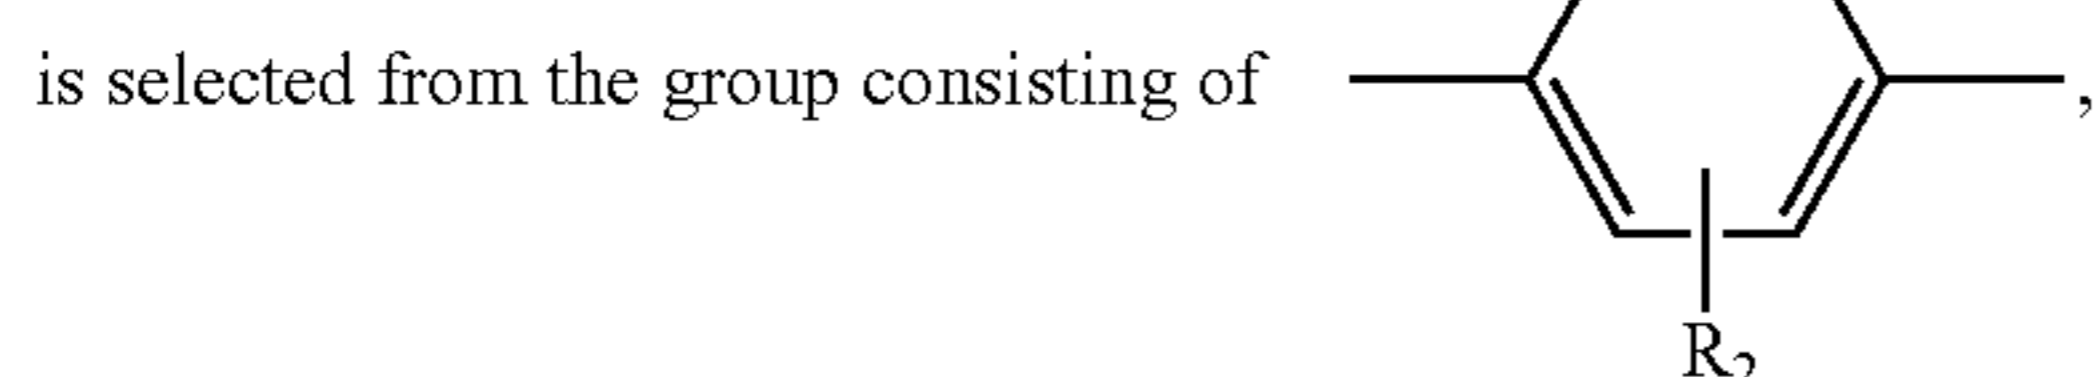 is selected from the group consisting of ,
R2